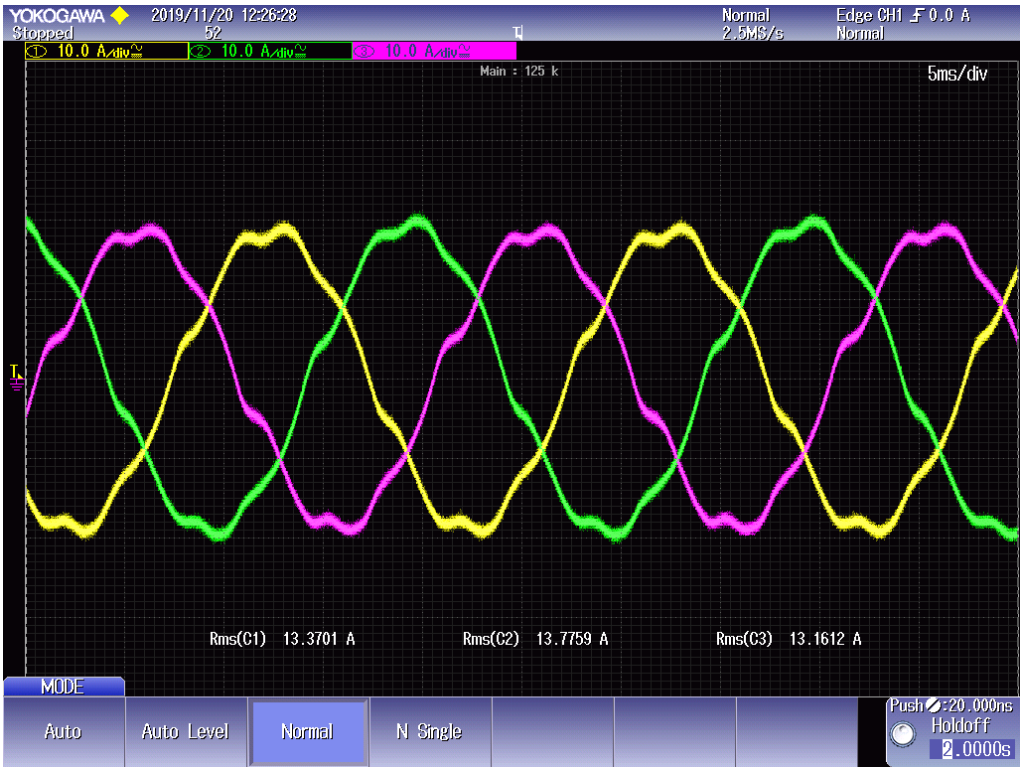 YOKOGAWA 2019/11/20 12:26:28 Normal Edge CH1 0.0 A
Stopped 52 2.5MS/s Normal
1 10.0 A/div 2 10.0 A/div 3 10.0 A/div
Main : 125 k 5ms/div
T
Rms(C1) 13.3701 A Rms(C2) 13.7759 A Rms(C3) 13.1612 A
MODE
Auto Auto Level Normal N Single
Push :20.000ns
Holdoff
2.0000s